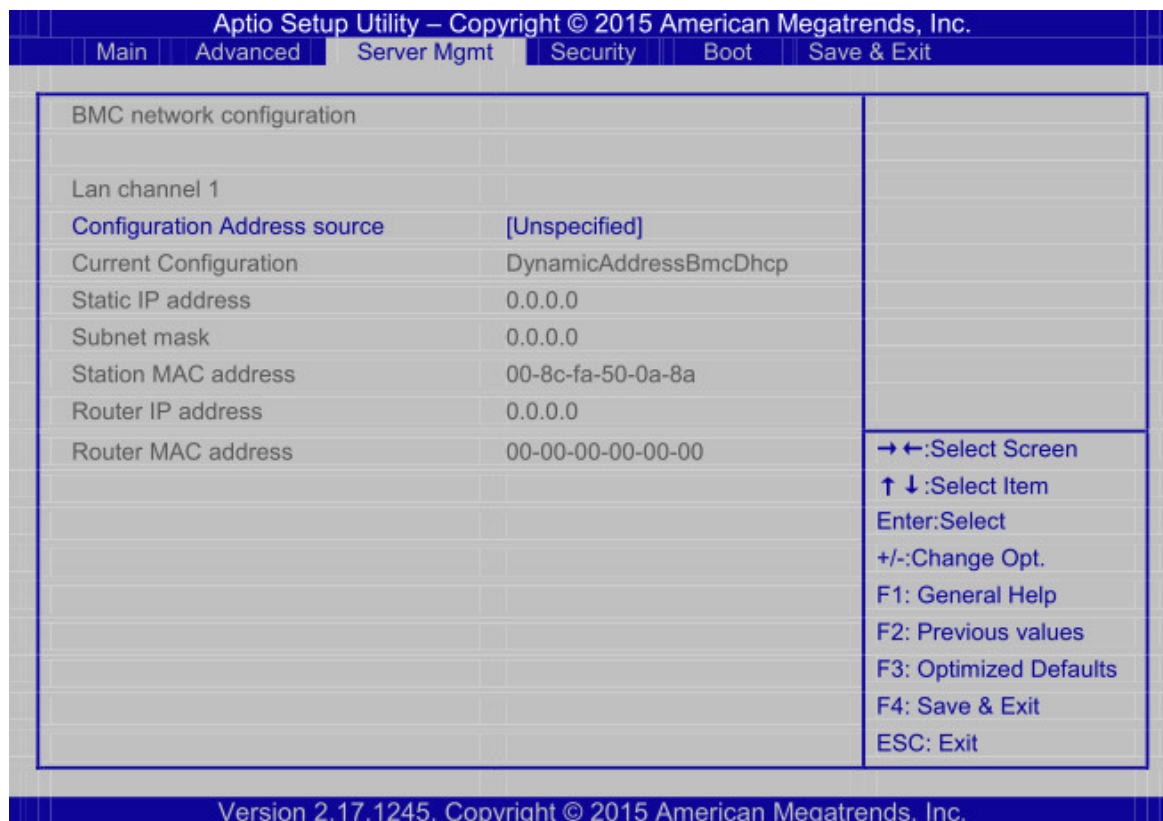 Aptio Setup Utility – Copyright © 2015 American Megatrends, Inc.
Main Advanced Server Mgmt Security Boot Save & Exit
BMC network configuration
Lan channel 1
Configuration Address source [Unspecified]
Current Configuration DynamicAddressBmcDhcp
Static IP address 0.0.0.0
Subnet mask 0.0.0.0
Station MAC address 00-8c-fa-50-0a-8a
Router IP address 0.0.0.0
Router MAC address 00-00-00-00-00-00
→ ←:Select Screen
↑ ↓:Select Item
Enter:Select
+/-:Change Opt.
F1: General Help
F2: Previous values
F3: Optimized Defaults
F4: Save & Exit
ESC: Exit
Version 2.17.1245. Copyright © 2015 American Megatrends, Inc.